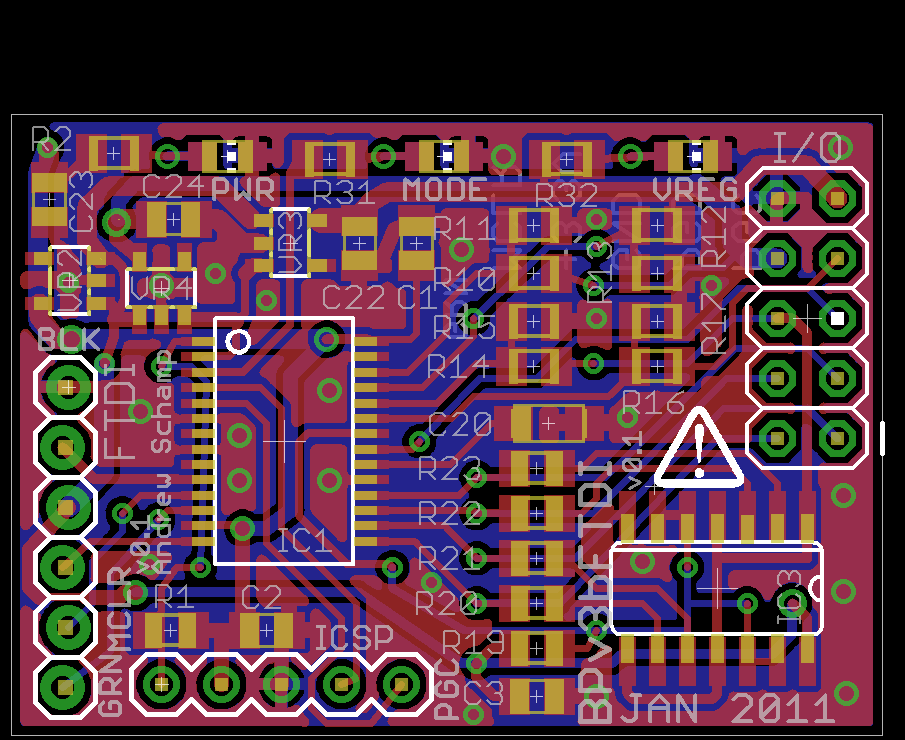 R2
I/O
C23
C24
PWR
R31
MODE
R32
VREG
VR3
R11
R12
R13
VR2
VR4
R10
C22
C1
R15
R17
BLK
R14
FTDI
Andrew Schamp
v0.1
R16
C20
v0.1
R23
R22
IC1
R21
BPv3bFTDI
IC3
R1
C2
R20
GRN
MCLR
ICSP
R19
PGC
C3
JAN 2011